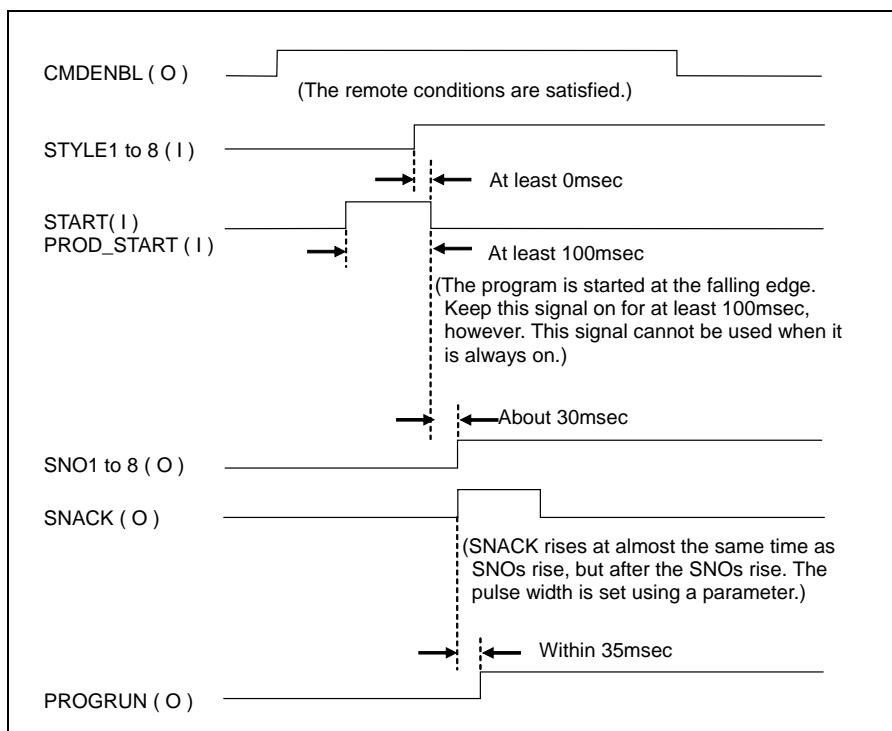 CMDENBL ( O )
(The remote conditions are satisfied.)
STYLE1 to 8 ( I )
At least 0msec
START( I )
PROD_START ( I )
At least 100msec
(The program is started at the falling edge.
Keep this signal on for at least 100msec,
however. This signal cannot be used when it
is always on.)
About 30msec
SNO1 to 8 ( O )
SNACK ( O )
(SNACK rises at almost the same time as
SNOs rise, but after the SNOs rise. The
pulse width is set using a parameter.)
Within 35msec
PROGRUN ( O )